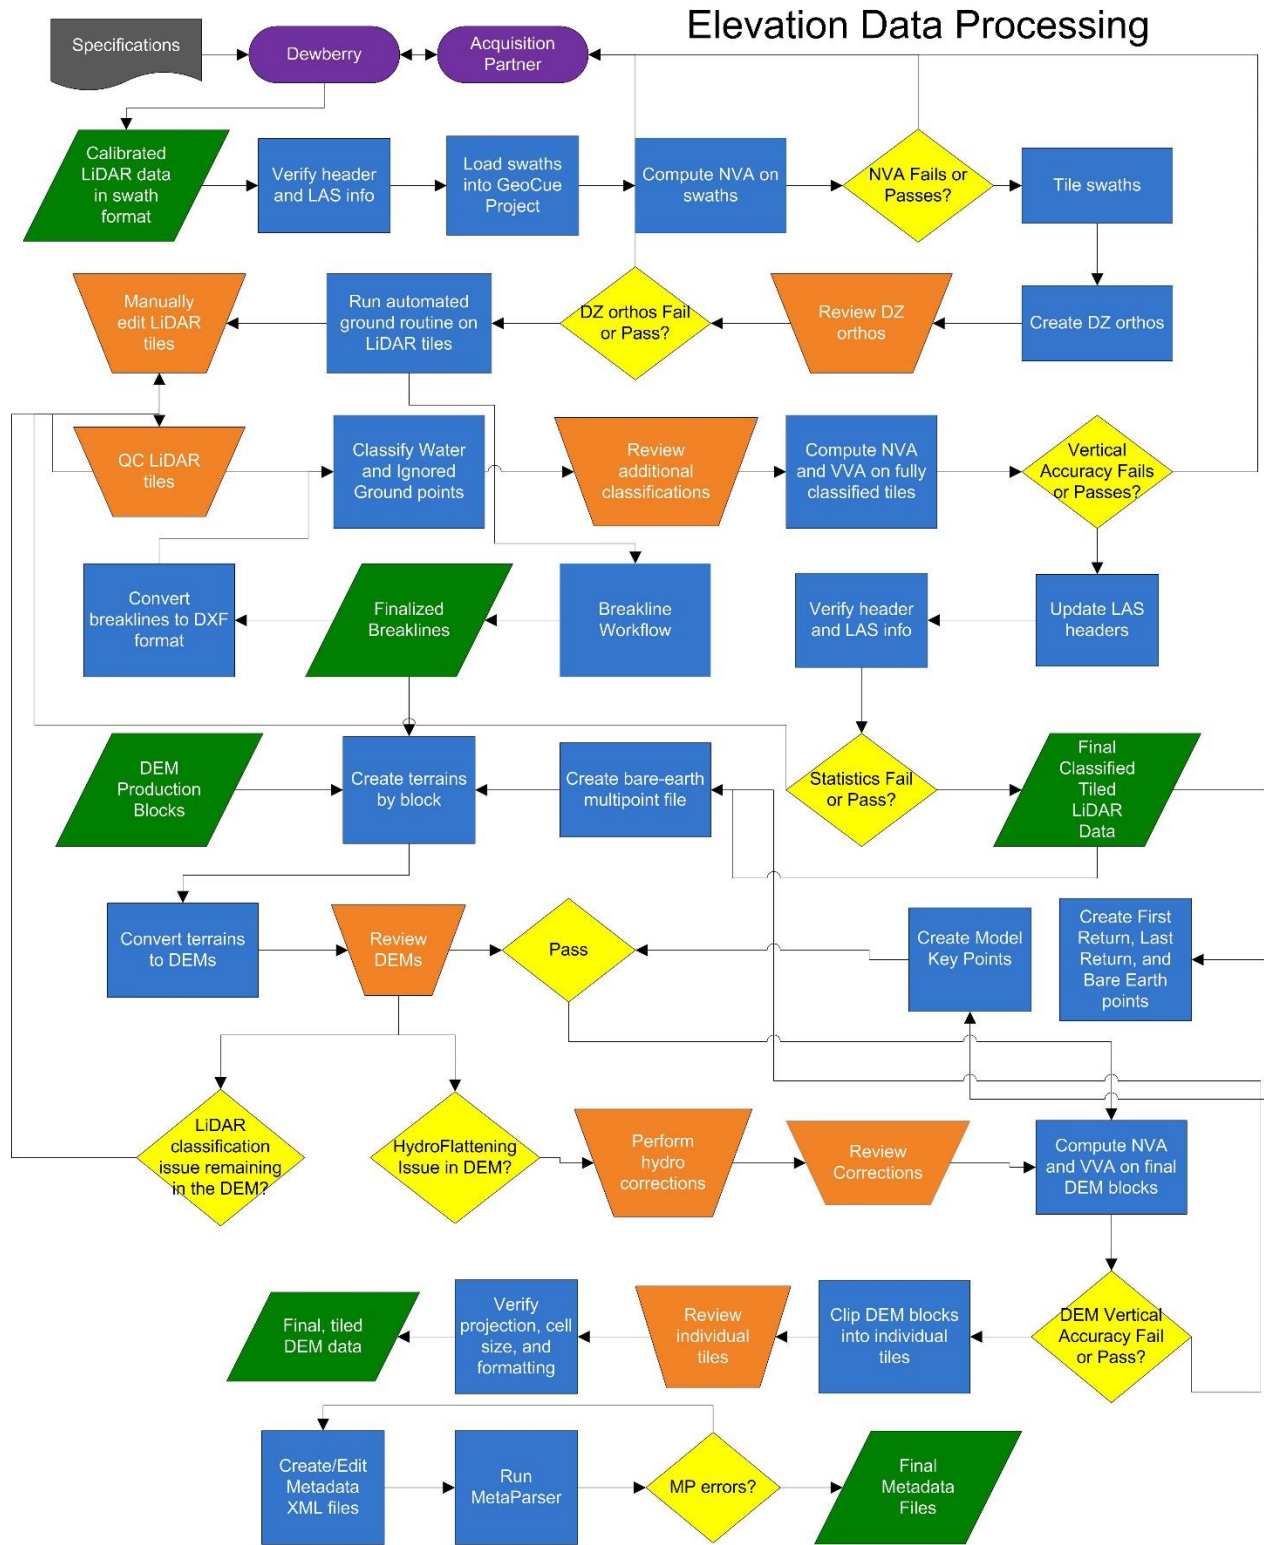 Elevation Data Processing
Specifications
Dewberry
Acquisition
Partner
Calibrated
LiDAR data
in swath
format
Verify header
and LAS info
Load swaths
into GeoCue
Project
Compute NVA on
swaths
NVA Fails or
Passes?
Tile swaths
Manually
edit LiDAR
tiles
Run automated
ground routine on
LiDAR tiles
DZ orthos Fail
or Pass?
Review DZ
orthos
Create DZ orthos
QC LiDAR
tiles
Classify Water
and Ignored
Ground points
Review
additional
classifications
Compute NVA
and VVA on fully
classified tiles
Vertical
Accuracy Fails
or Passes?
Convert
breaklines to DXF
format
Finalized
Breaklines
Breakline
Workflow
Verify header
and LAS info
Update LAS
headers
DEM
Production
Blocks
Create terrains
by block
Create bare-earth
multipoint file
Statistics Fail
or Pass?
Final
Classified
Tiled
LiDAR
Data
Convert terrains
to DEMs
Review
DEMs
Pass
Create Model
Key Points
Create First
Return, Last
Return, and
Bare Earth
points
LiDAR
classification
issue remaining
in the DEM?
HydroFlattening
Issue in DEM?
Perform
hydro
corrections
Review
Corrections
Compute NVA
and VVA on final
DEM blocks
Final, tiled
DEM data
Verify
projection, cell
size, and
formatting
Review
individual
tiles
Clip DEM blocks
into individual
tiles
DEM Vertical
Accuracy Fail
or Pass?
Create/Edit
Metadata
XML files
Run
MetaParser
MP errors?
Final
Metadata
Files